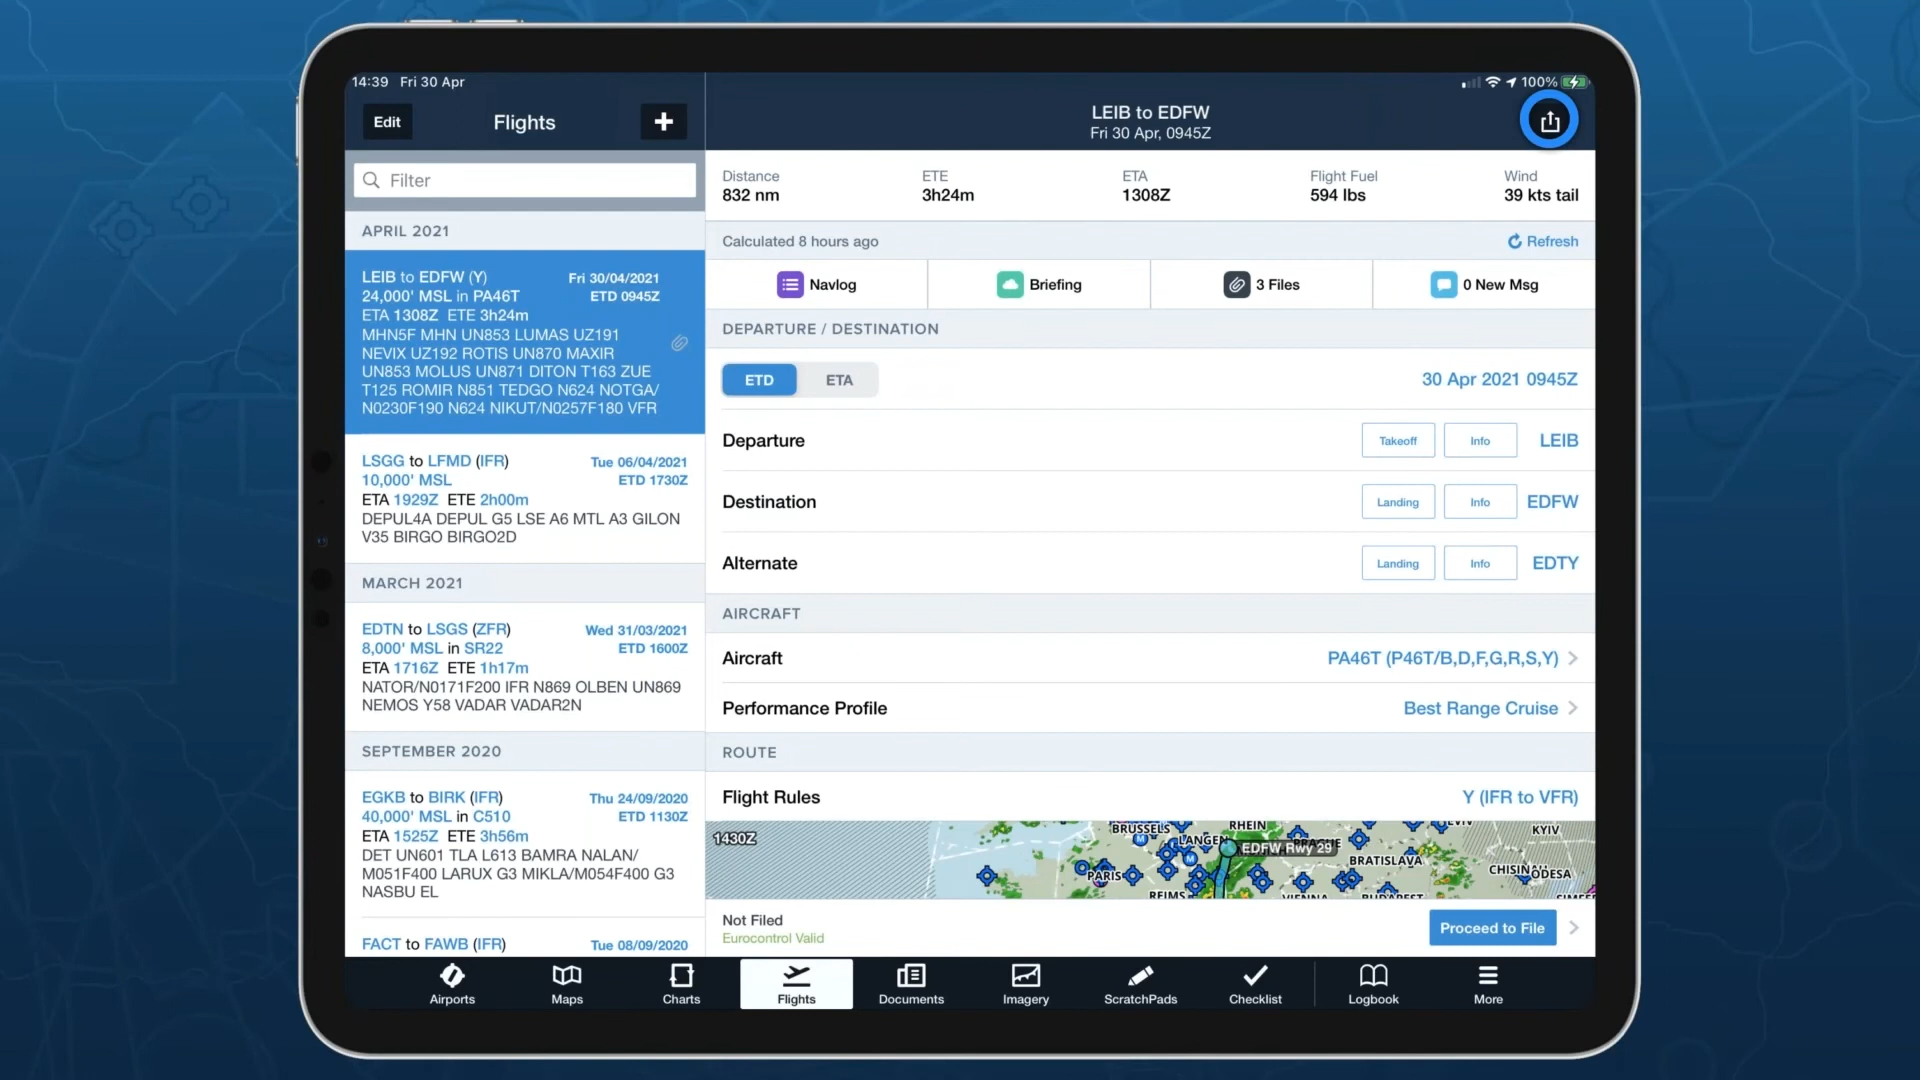 14:39 Fri 30 Apr
100%
Edit
Flights
LEIB to EDFW
Fri 30 Apr, 0945Z
Filter
APRIL 2021
LEIB to EDFW (Y)
Fri 30/04/2021
24,000' MSL in PA46T
ETD 0945Z
ETA 1308Z ETE 3h24m
MHN5F MHN UN853 LUMAS UZ191
NEVIX UZ192 ROTIS UN870 MAXIR
UN853 MOLUS UN871 DITON T163 ZUE
T125 ROMIR N851 TEDGO N624 NOTGA/
N0230F190 N624 NIKUT/N0257F180 VFR
LSGG to LFMD (IFR)
Tue 06/04/2021
10,000' MSL
ETD 1730Z
ETA 1929Z ETE 2h00m
DEPUL4A DEPUL G5 LSE A6 MTL A3 GILON
V35 BIRGO BIRGO2D
MARCH 2021
EDTN to LSGS (ZFR)
Wed 31/03/2021
8,000' MSL in SR22
ETD 1600Z
ETA 1716Z ETE 1h17m
NATOR/N0171F200 IFR N869 OLBEN UN869
NEMOS Y58 VADAR VADAR2N
SEPTEMBER 2020
EGKB to BIRK (IFR)
Thu 24/09/2020
40,000' MSL in C510
ETD 1130Z
ETA 1525Z ETE 3h56m
DET UN601 TLA L613 BAMRA NALAN/
M051F400 LARUX G3 MIKLA/M054F400 G3
NASBU EL
FACT to FAWB (IFR)
Tue 08/09/2020
Distance
832 nm
ETE
3h24m
ETA
1308Z
Flight Fuel
594 lbs
Wind
39 kts tail
Calculated 8 hours ago
Refresh
Navlog
Briefing
3 Files
0 New Msg
DEPARTURE / DESTINATION
ETD
ETA
30 Apr 2021 0945Z
Departure
Takeoff
Info
LEIB
Destination
Landing
Info
EDFW
Alternate
Landing
Info
EDTY
AIRCRAFT
Aircraft
PA46T (P46T/B,D,F,G,R,S,Y)
Performance Profile
Best Range Cruise
ROUTE
Flight Rules
Y (IFR to VFR)
1430Z
BRUSSELS
RHEIN
KYIV
LANGEN
EDFW Rwy 29
BRATISLAVA
PARIS
CHISINAU
ODESA
REIMS
VIENNA
BUDAPEST
Not Filed
Eurocontrol Valid
Proceed to File
Airports
Maps
Charts
Flights
Documents
Imagery
ScratchPads
Checklist
Logbook
More